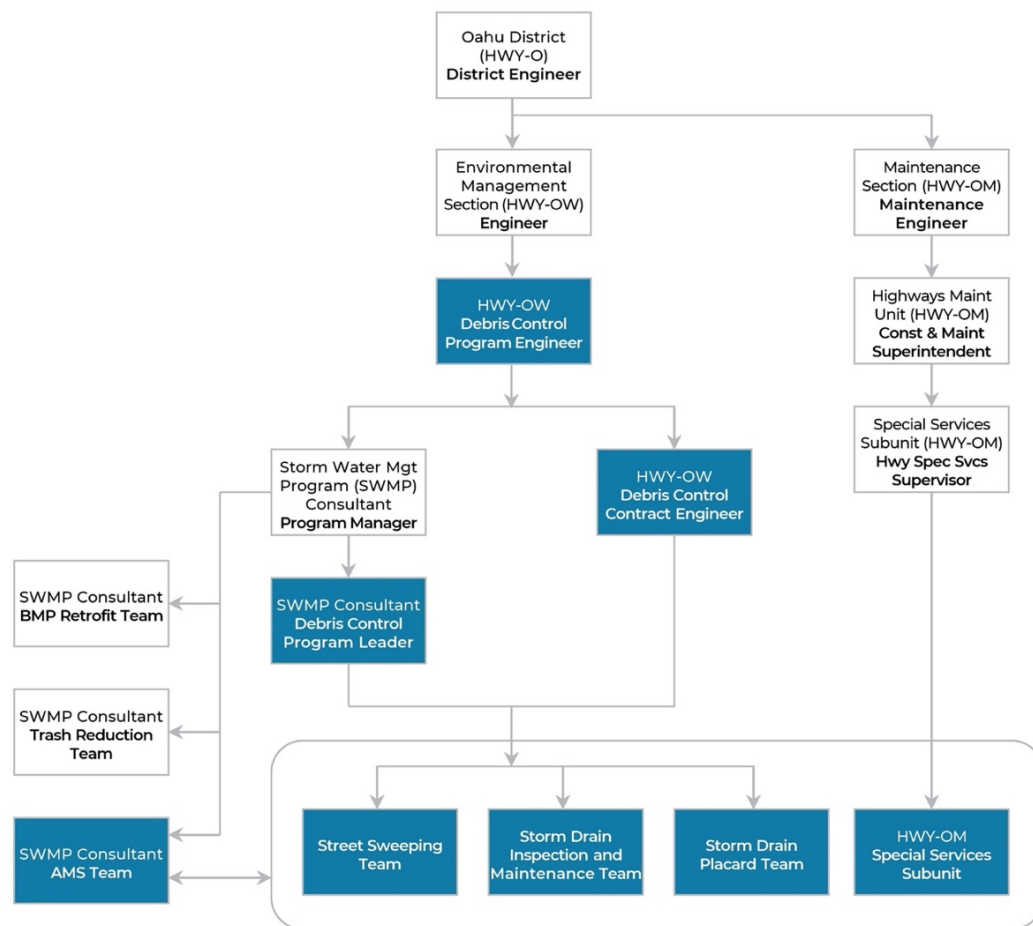 Oahu District
(HWY-O)
District Engineer
Environmental
Management
Section (HWY-OW)
Engineer
Maintenance
Section (HWY-OM)
Maintenance
Engineer
HWY-OW
Debris Control
Program Engineer
Highways Maint
Unit (HWY-OM)
Const & Maint
Superintendent
Storm Water Mgt
Program (SWMP)
Consultant
Program Manager
HWY-OW
Debris Control
Contract Engineer
Special Services
Subunit (HWY-OM)
Hwy Spec Svcs
Supervisor
SWMP Consultant
BMP Retrofit Team
SWMP Consultant
Debris Control
Program Leader
SWMP Consultant
Trash Reduction
Team
SWMP Consultant
AMS Team
Street Sweeping
Team
Storm Drain
Inspection and
Maintenance Team
Storm Drain
Placard Team
HWY-OM
Special Services
Subunit